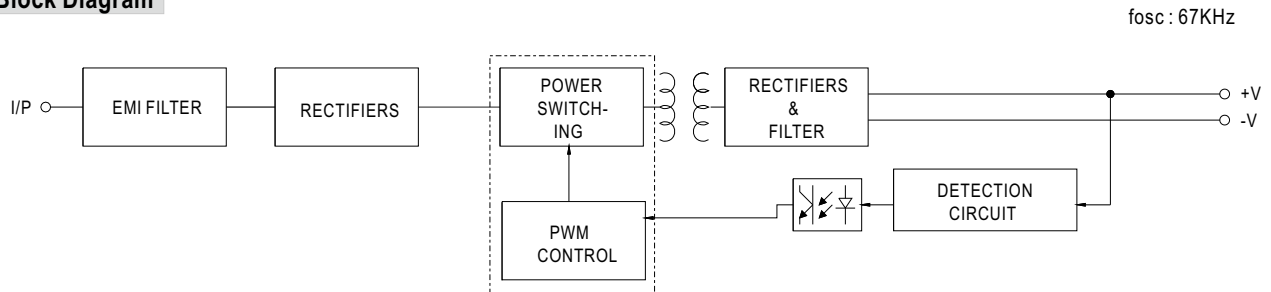 Block Diagram
fosc : 67KHz
I/P
EMI FILTER
RECTIFIERS
POWER
SWITCH-
ING
RECTIFIERS
&
FILTER
+V
-V
PWM
CONTROL
DETECTION
CIRCUIT